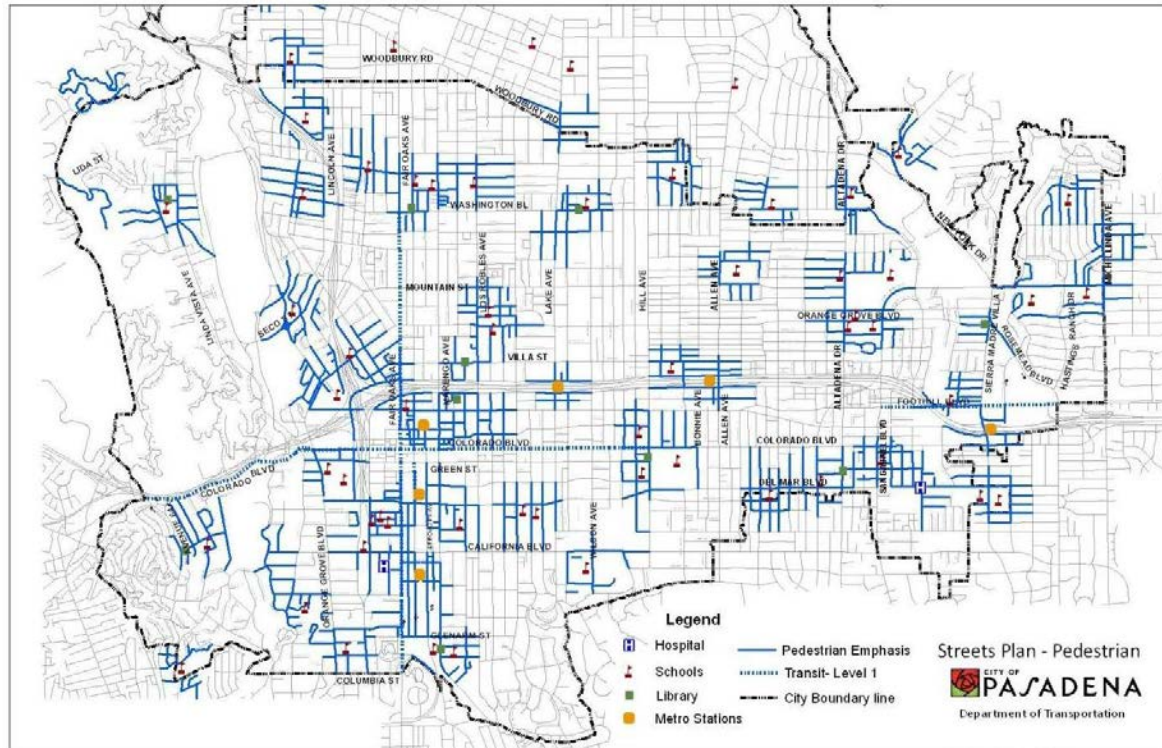 WOODBURY RD
WOODBURY RD
LIDA ST
LINCOLN AVE
FAIR OAKS AVE
WASHINGTON BL
ALTADENA DR
NEW YORK DR
MICHILLINDA AVE
LINDA VISTA AVE
MOUNTAIN ST
LOS ROBLES AVE
LAKE AVE
HILL AVE
ALLEN AVE
ORANGE GROVE BLVD
SIERRA MADRE VILLA
ROSEMEAD BLVD
HASTINGS RANCH DR
VILLA ST
FAIR OAKS AVE
MARENGO AVE
BONNIE AVE
ALLEN AVE
ALTADENA DR
FOOTHILL BLVD
COLORADO BLVD
COLORADO BLVD
COLORADO BLVD
GREEN ST
DEL MAR BLVD
SAN GABRIEL BLVD
ORANGE GROVE BLVD
CALIFORNIA BLVD
WILSON AVE
GLENARM ST
COLUMBIA ST
Legend
H Hospital
Schools
Library
Metro Stations
Pedestrian Emphasis
Transit- Level 1
City Boundary line
Streets Plan - Pedestrian
CITY OF
PASADENA
Department of Transportation